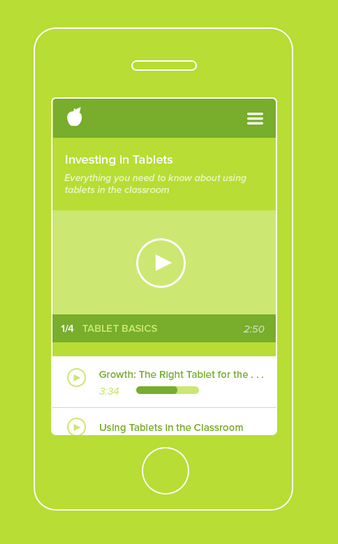 Investing in Tablets
Everything you need to know about using
tablets in the classroom
1/4 TABLET BASICS 2:50
Growth: The Right Tablet for the . . .
3:34
Using Tablets In the Classroom